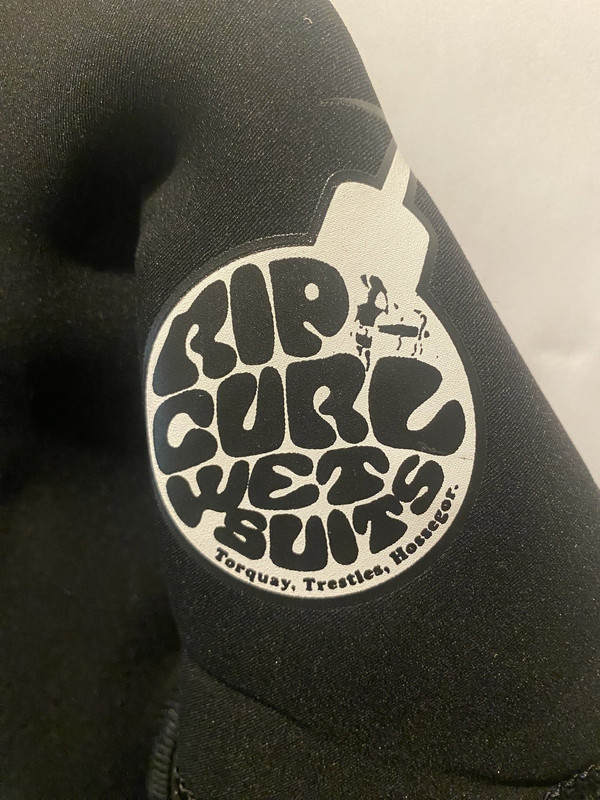 RIP
CURL
WET
SUITS
Torquay, Trestles, Hossegor.